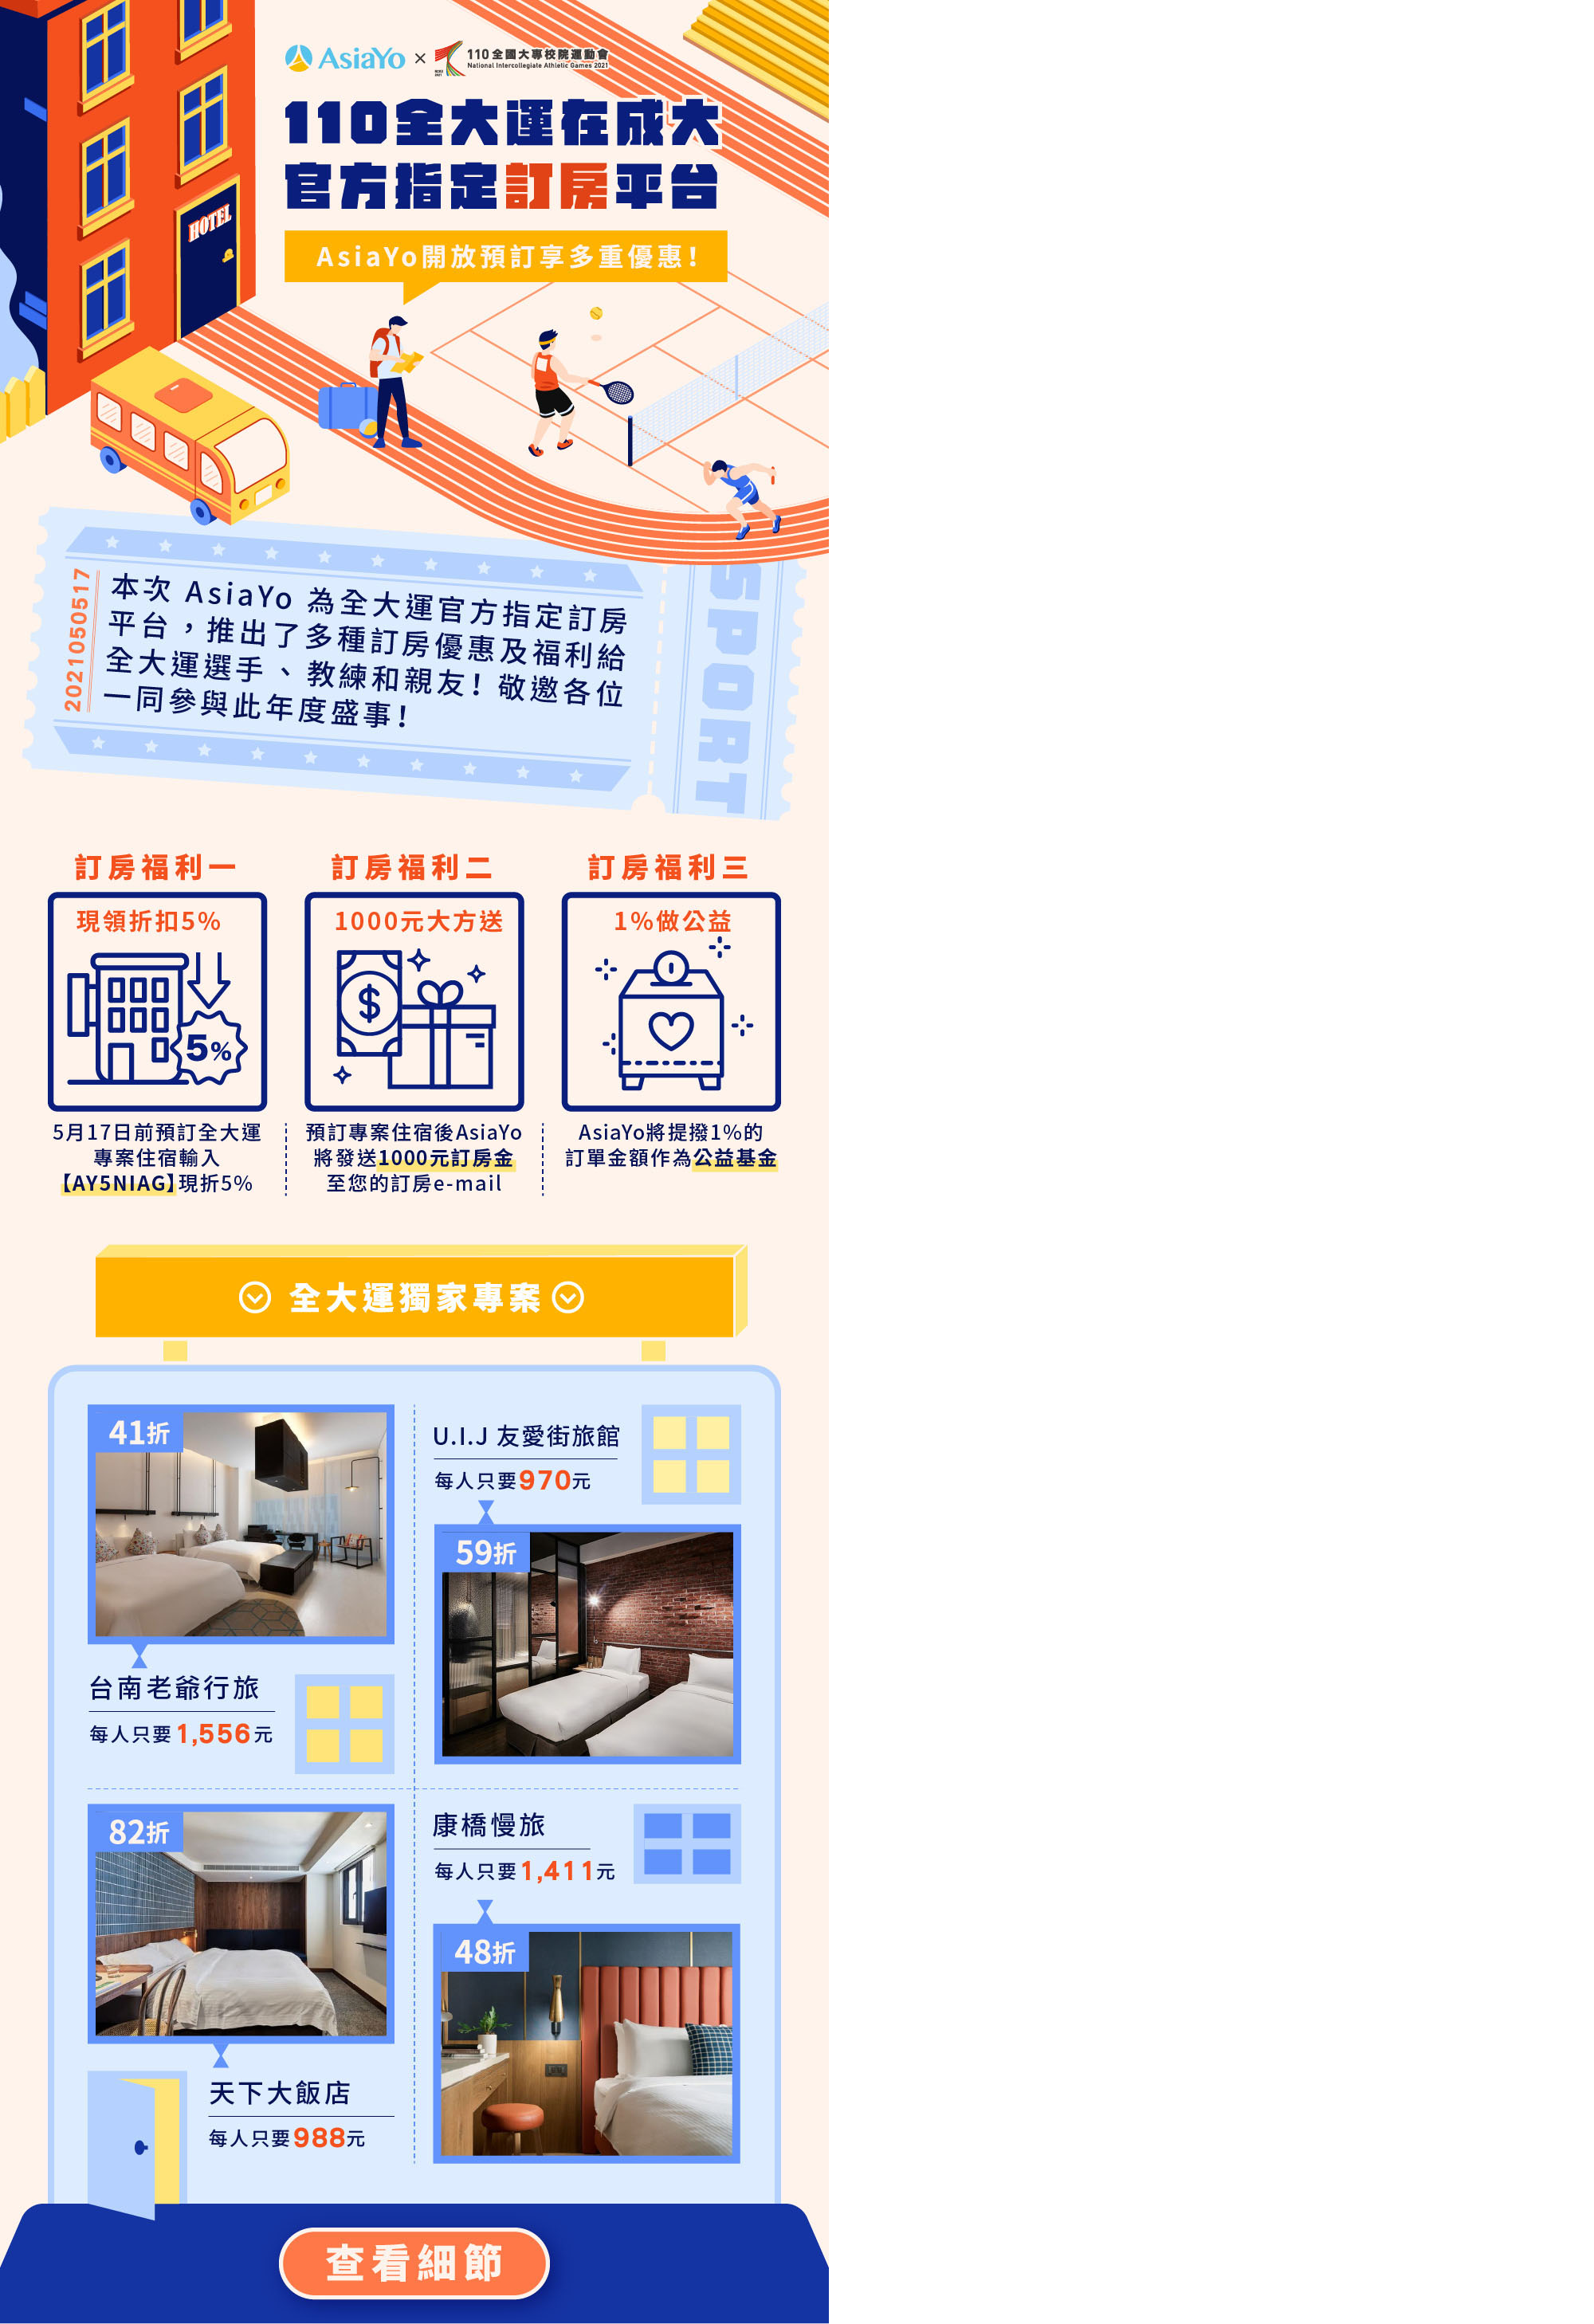 AsiaYo × 110全國大專校院運動會
National Intercollegiate Athletic Games 2021
110全大運在成大
官方指定訂房平台
AsiaYo開放預訂享多重優惠！
HOTEL
2021050517
本次 AsiaYo 為全大運官方指定訂房
平台，推出了多種訂房優惠及福利給
全大運選手、教練和親友！敬邀各位
一同參與此年度盛事！
SPORT
訂房福利一
現領折扣5%
5%
5月17日前預訂全大運
專案住宿輸入
【AY5NIAG】現折5%
訂房福利二
1000元大方送
$
預訂專案住宿後AsiaYo
將發送1000元訂房金
至您的訂房e-mail
訂房福利三
1%做公益
AsiaYo將提撥1%的
訂單金額作為公益基金
全大運獨家專案
41折
台南老爺行旅
每人只要1,556元
U.I.J 友愛街旅館
每人只要970元
59折
82折
天下大飯店
每人只要988元
康橋慢旅
每人只要1,411元
48折
查看細節